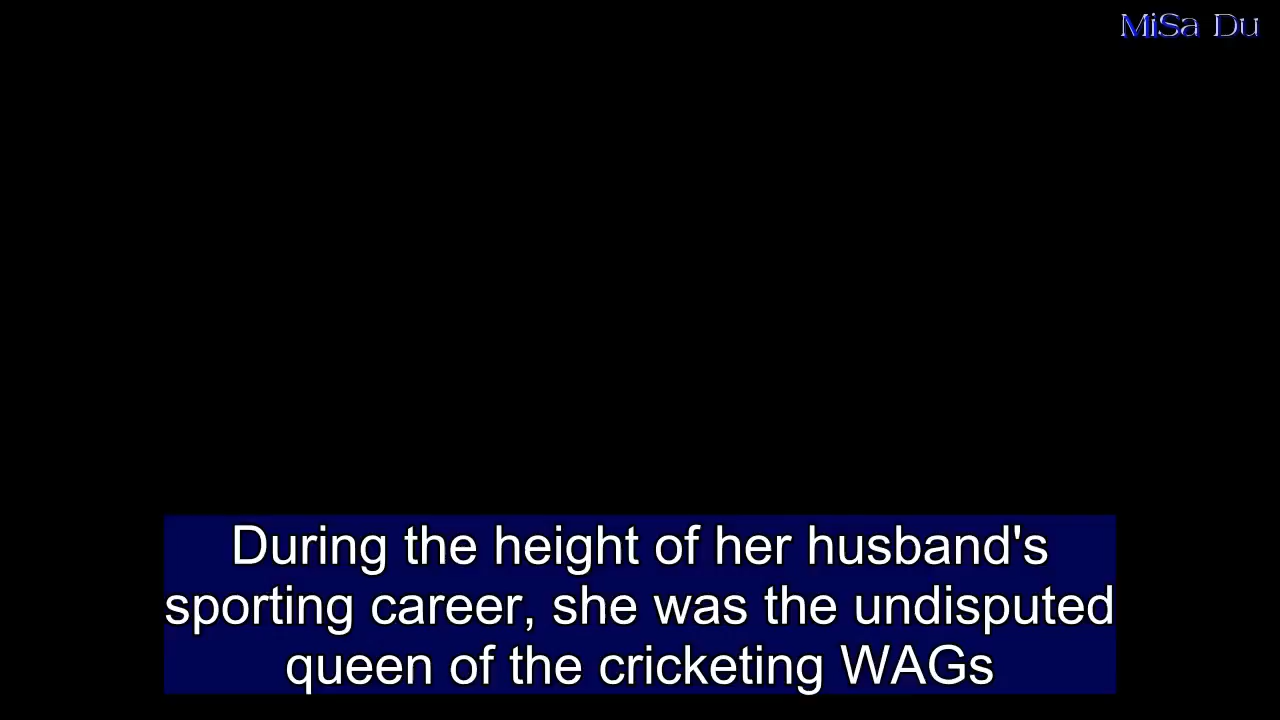 MiSa Du
During the height of her husband's
sporting career, she was the undisputed
queen of the cricketing WAGs